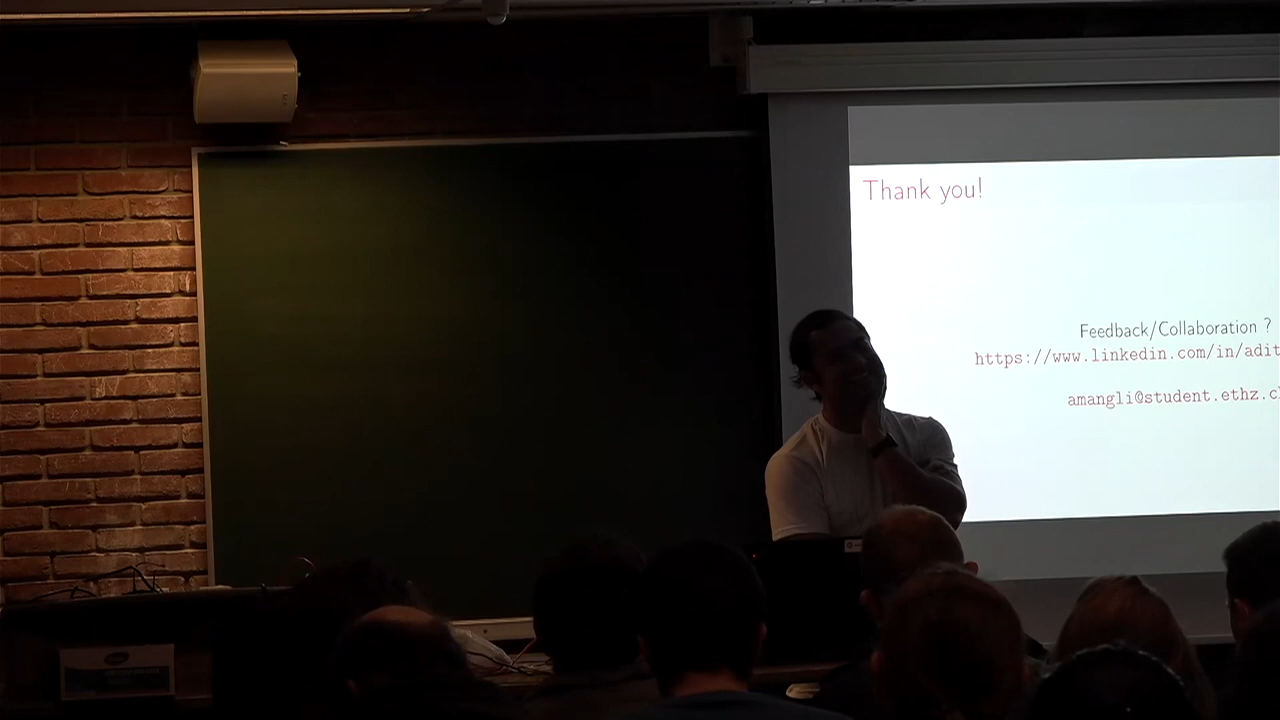 Thank you!
Feedback/Collaboration ?
https://www.linkedin.com/in/adit
amangli@student.ethz.c